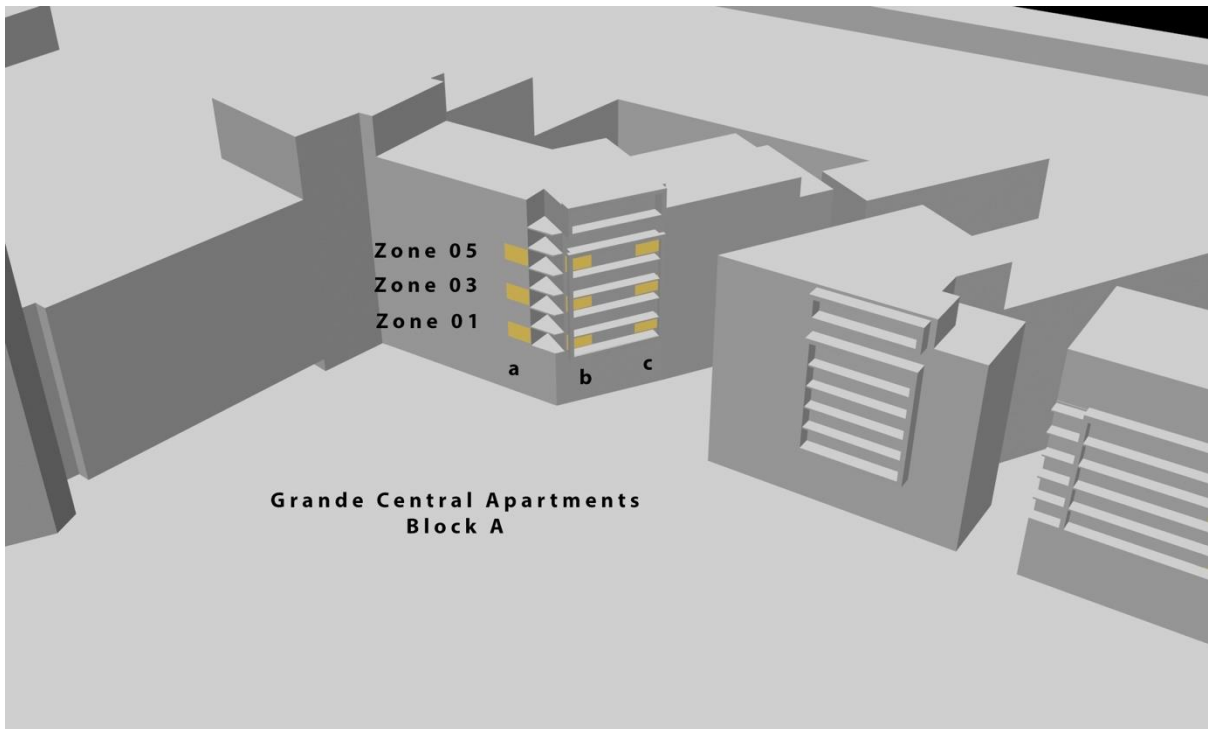 Zone 05
Zone 03
Zone 01
a
b
c
Grande Central Apartments
Block A